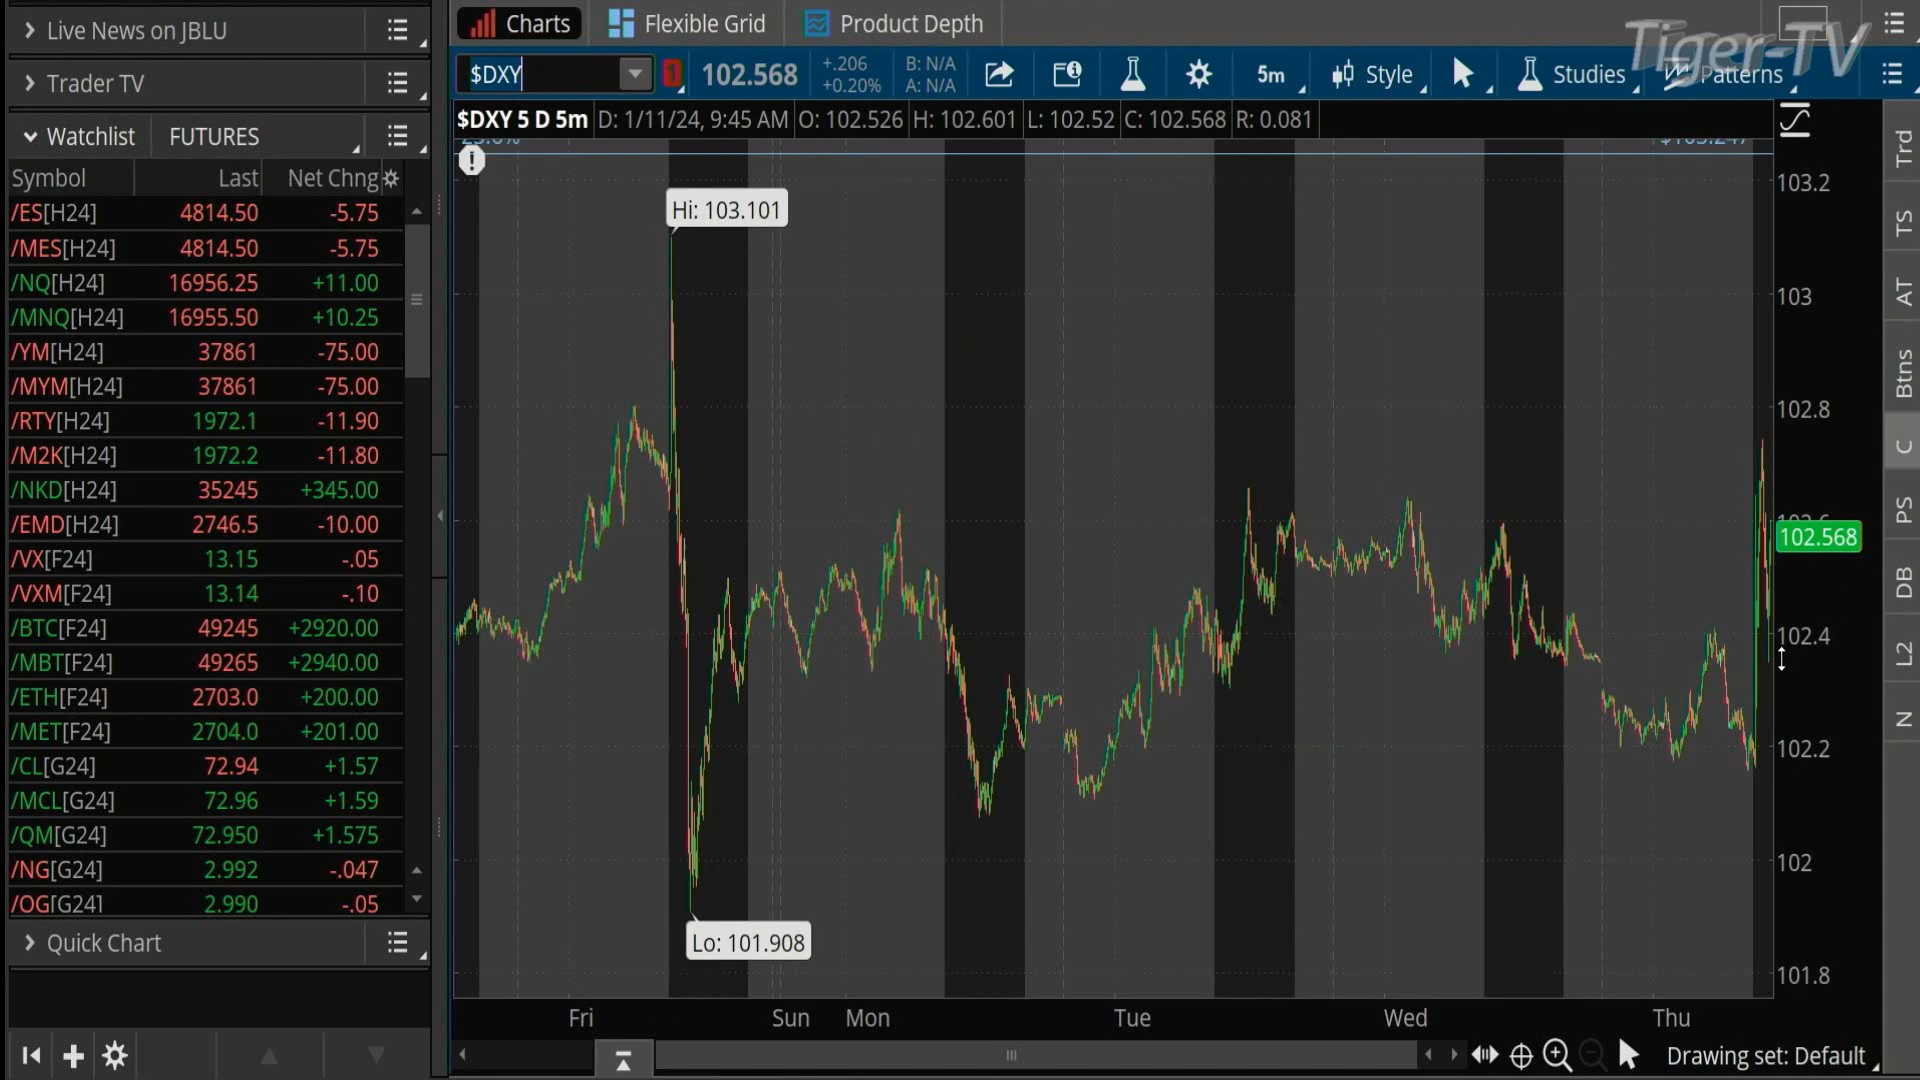 Live News on JBLU
Trader TV
Watchlist FUTURES
Symbol Last Net Chng
/ES[H24] 4814.50 -5.75
/MES[H24] 4814.50 -5.75
/NQ[H24] 16956.25 +11.00
/MNQ[H24] 16955.50 +10.25
/YM[H24] 37861 -75.00
/MYM[H24] 37861 -75.00
/RTY[H24] 1972.1 -11.90
/M2K[H24] 1972.2 -11.80
/NKD[H24] 35245 +345.00
/EMD[H24] 2746.5 -10.00
/VX[F24] 13.15 -.05
/VXM[F24] 13.14 -.10
/BTC[F24] 49245 +2920.00
/MBT[F24] 49265 +2940.00
/ETH[F24] 2703.0 +200.00
/MET[F24] 2704.0 +201.00
/CL[G24] 72.94 +1.57
/MCL[G24] 72.96 +1.59
/QM[G24] 72.950 +1.575
/NG[G24] 2.992 -.047
/OG[G24] 2.990 -.05
Quick Chart
Charts Flexible Grid Product Depth
Tiger-TV
$DXY 1 102.568 +.206 B: N/A 5m Style Studies Patterns
+0.20% A: N/A
$DXY 5 D 5m D: 1/11/24, 9:45 AM O: 102.526 H: 102.601 L: 102.52 C: 102.568 R: 0.081
23.6% $103.247
Hi: 103.101
Lo: 101.908
103.2
103
102.8
102.6
102.568
102.4
102.2
102
101.8
Fri Sun Mon Tue Wed Thu
Drawing set: Default
Trd
TS
AT
Btns
C
PS
DB
L2
N